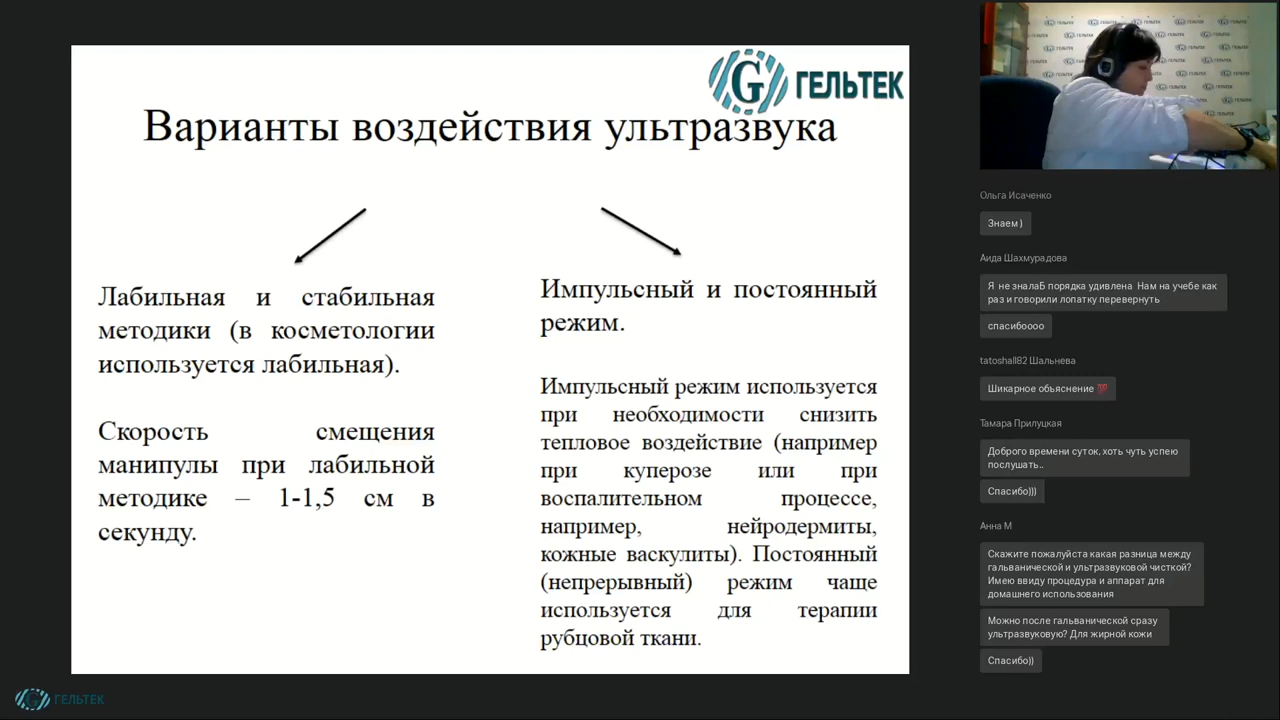 ГЕЛЬТЕК
Варианты воздействия ультразвука
Лабильная и стабильная
методики (в косметологии
используется лабильная).
Скорость смещения
манипулы при лабильной
методике – 1-1,5 см в
секунду.
Импульсный и постоянный
режим.
Импульсный режим используется
при необходимости снизить
тепловое воздействие (например
при куперозе или при
воспалительном процессе,
например, нейродермиты,
кожные васкулиты). Постоянный
(непрерывный) режим чаще
используется для терапии
рубцовой ткани.
Ольга Исаченко
Знаем )
Аида Шахмурадова
Я не зналаБ порядка удивлена Нам на учебе как
раз и говорили лопатку перевернуть
спасибоооо
tatoshall82 Шальнева
Шикарное объяснение 💯
Тамара Прилуцкая
Доброго времени суток, хоть чуть успею
послушать..
Спасибо)))
Анна М
Скажите пожалуйста какая разница между
гальванической и ультразвуковой чисткой?
Имею ввиду процедура и аппарат для
домашнего использования
Можно после гальванической сразу
ультразвуковую? Для жирной кожи
Спасибо))
ГЕЛЬТЕК